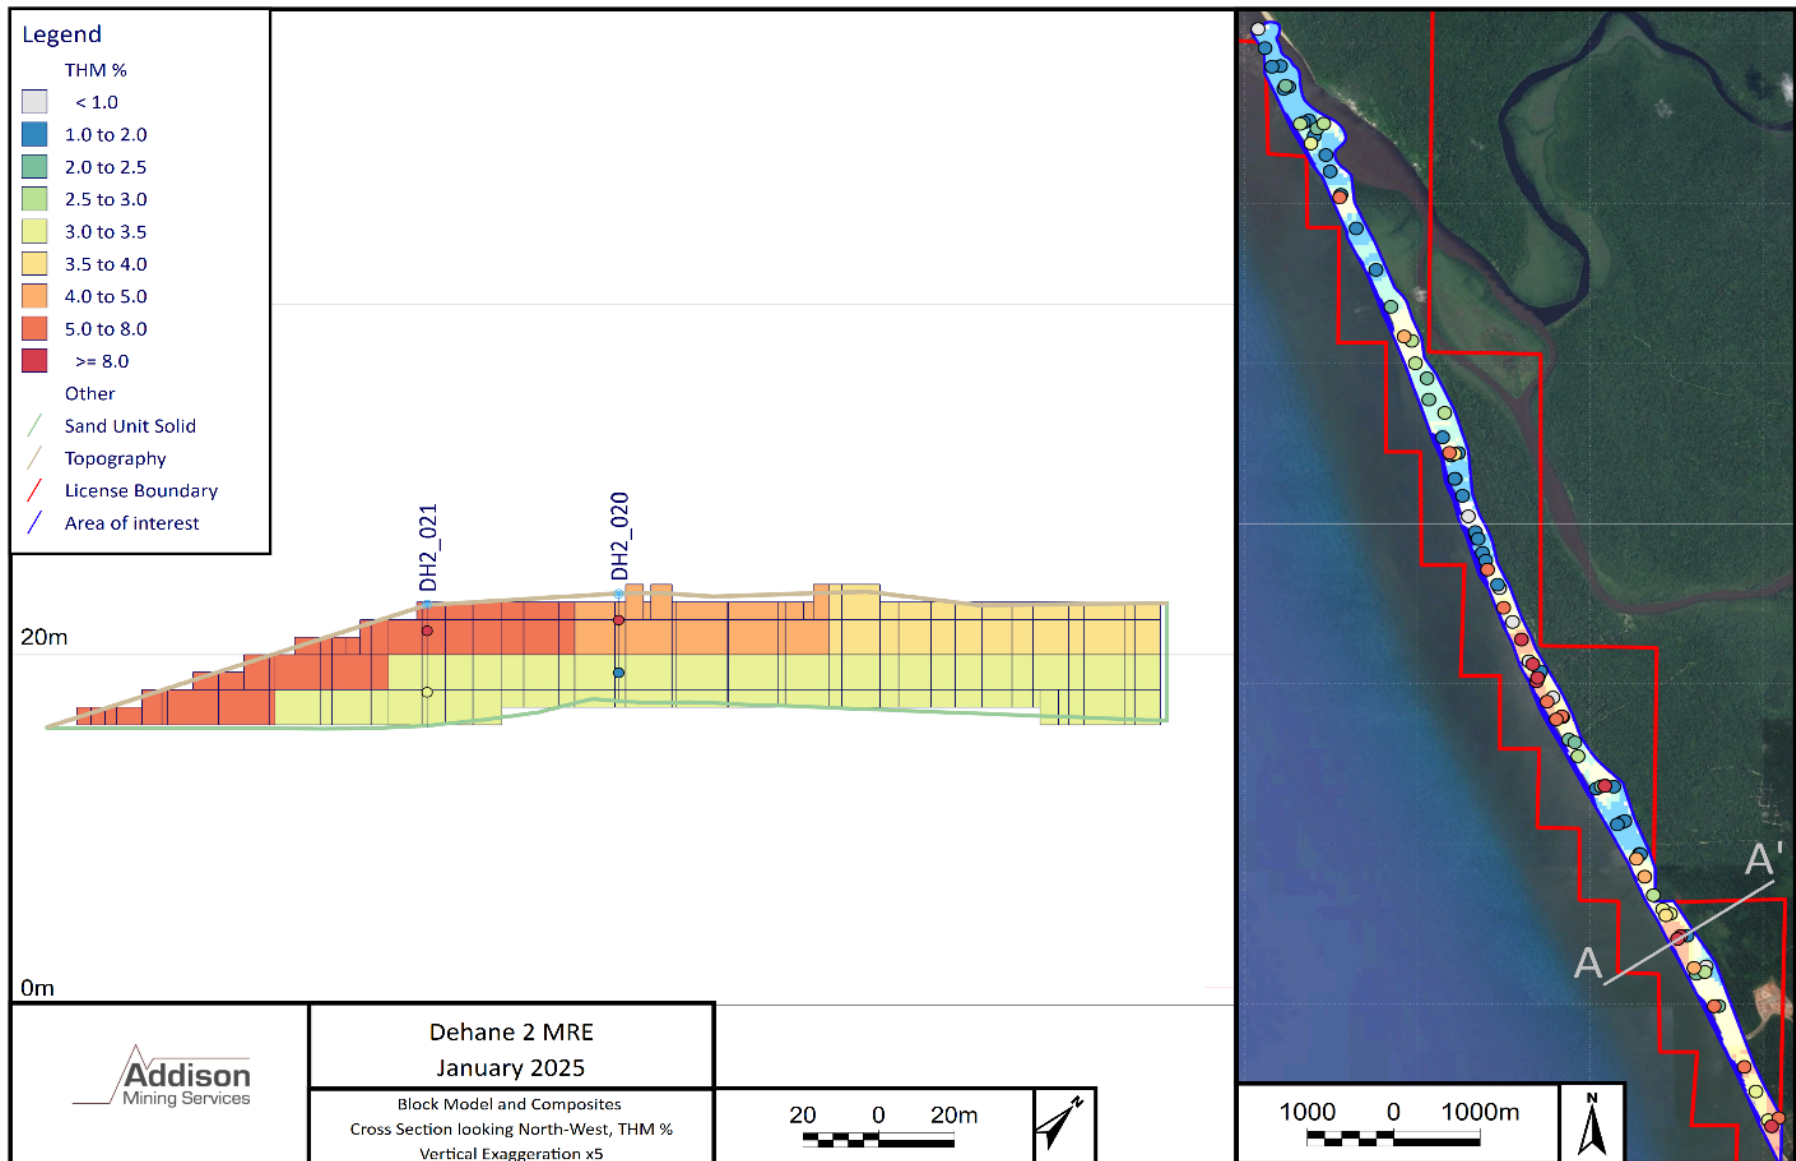 Legend
THM %
< 1.0
1.0 to 2.0
2.0 to 2.5
2.5 to 3.0
3.0 to 3.5
3.5 to 4.0
4.0 to 5.0
5.0 to 8.0
>= 8.0
Other
Sand Unit Solid
Topography
License Boundary
Area of interest
DH2_021
DH2_020
20m
0m
A
A'
Addison
Mining Services
Dehane 2 MRE
January 2025
Block Model and Composites
Cross Section looking North-West, THM %
Vertical Exaggeration x5
20 0 20m
N
1000 0 1000m
N